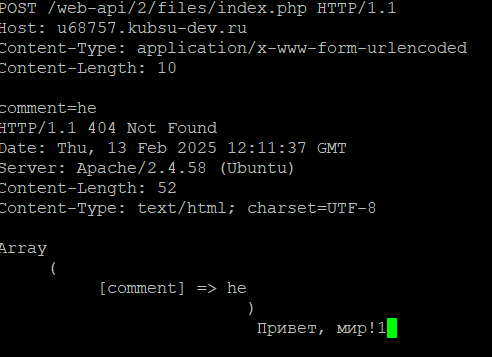 POST /web-api/2/files/index.php HTTP/1.1
Host: u68757.kubsu-dev.ru
Content-Type: application/x-www-form-urlencoded
Content-Length: 10

comment=he
HTTP/1.1 404 Not Found
Date: Thu, 13 Feb 2025 12:11:37 GMT
Server: Apache/2.4.58 (Ubuntu)
Content-Length: 52
Content-Type: text/html; charset=UTF-8

Array
(
[comment] => he
)
Привет, мир!1